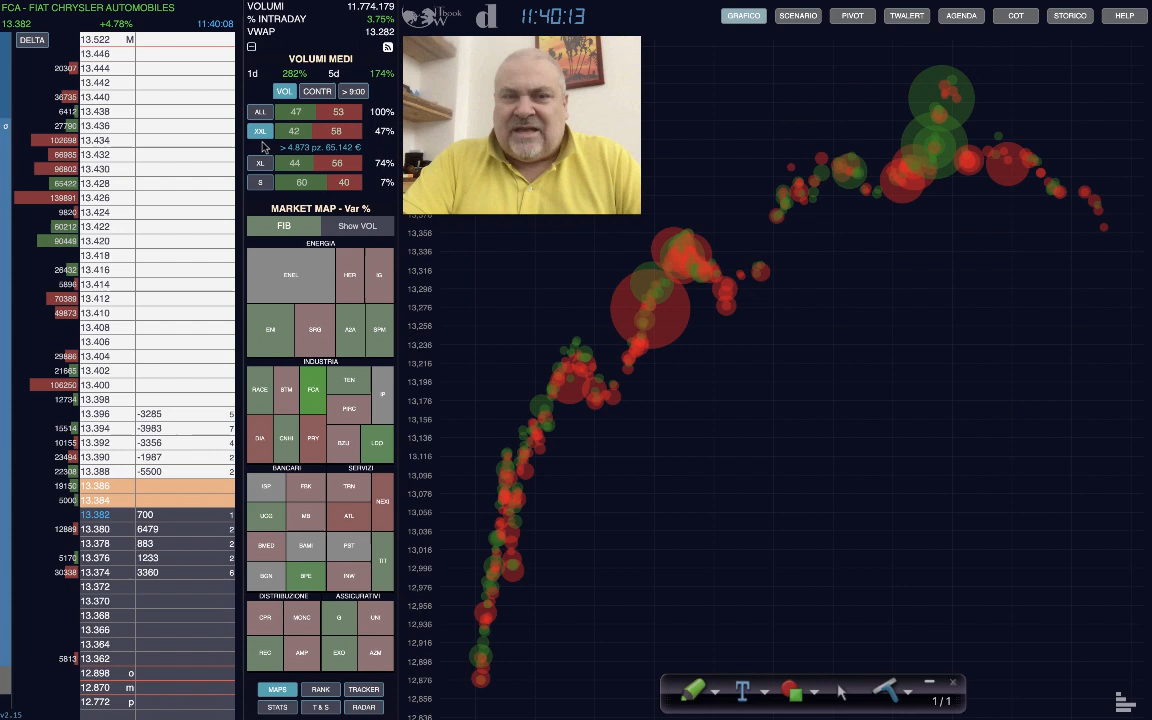 FCA - FIAT CHRYSLER AUTOMOBILES
13.382 +4.78% 11:40:08
DELTA
13.522 M
13.446
20307 13.444
13.442
36735 13.440
6412 13.438
27790 13.436
102698 13.434
66985 13.432
96802 13.430
65422 13.428
139891 13.426
9820 13.424
60212 13.422
90449 13.420
13.418
26432 13.416
5896 13.414
70389 13.412
49873 13.410
13.408
13.406
29886 13.404
21665 13.402
106250 13.400
12734 13.398
13.396 -3285 5
15514 13.394 -3983 7
10155 13.392 -3356 4
23494 13.390 -1987 2
22308 13.388 -5500 2
19150 13.386
5000 13.384
13.382 700 1
12889 13.380 6479 2
13.378 883 2
5170 13.376 1233 2
30338 13.374 3360 6
13.372
13.370
13.368
13.366
13.364
5813 13.362
12.898 o
12.870 m
12.772 p
v2.15
VOLUMI 11.774.179
% INTRADAY 3.75%
VWAP 13.282
VOLUMI MEDI
1d 282% 5d 174%
VOL CONTR > 9:00
ALL 47 53 100%
XXL 42 58 47%
> 4.873 pz. 65.142 €
XL 44 56 74%
S 60 40 7%
MARKET MAP - Var %
FIB Show VOL
ENERGIA
ENEL HER IG
ENI SRG A2A SPM
INDUSTRIA
RACE STM FCA TEN IP
PIRC
DIA CNHI PRY BZU LDO
BANCARI SERVIZI
ISP FBK TRN NEXI
UCG MB ATL
BMED BAMI PST TIT
BGN BPE INW
DISTRIBUZIONE ASSICURATIVI
CPR MONC G UNI
REC AMP EXO AZM
MAPS RANK TRACKER
STATS T & S RADAR
d 11:40:13
GRAFICO SCENARIO PIVOT TWALERT AGENDA COT STORICO HELP
13,376
13,356
13,336
13,316
13,296
13,276
13,256
13,236
13,216
13,196
13,176
13,156
13,136
13,116
13,096
13,076
13,056
13,036
13,016
12,996
12,976
12,956
12,936
12,916
12,896
12,876
12,856
12,636
T
1/1